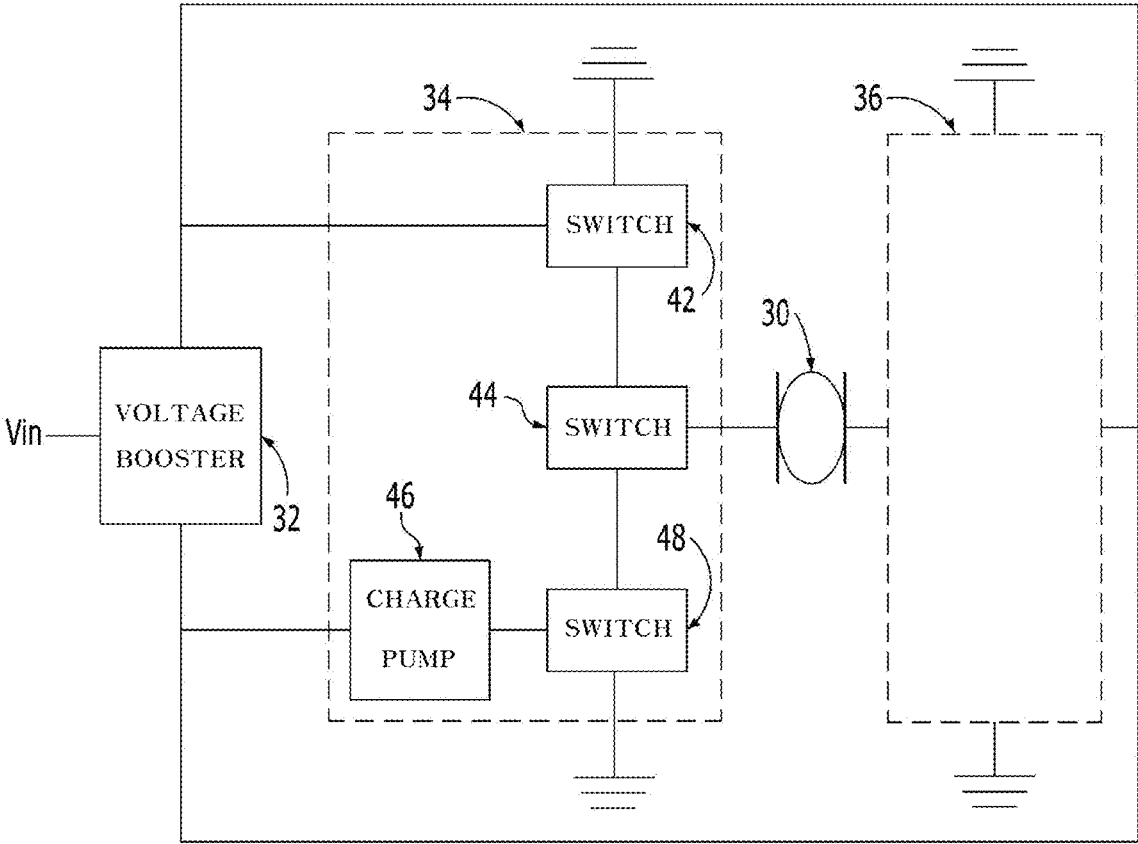 34
36
SWITCH
42
30
VOLTAGE
BOOSTER
Vin
32
44
SWITCH
46
48
CHARGE
PUMP
SWITCH